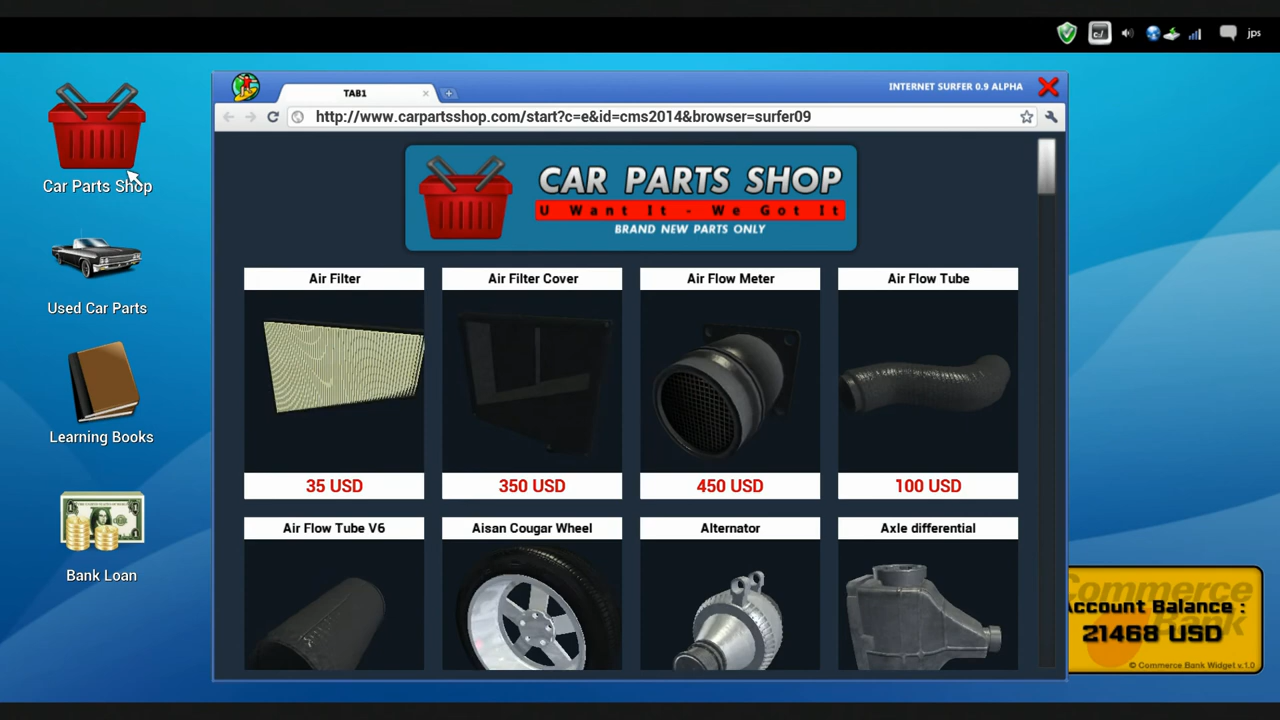 c:/
jps
TAB1
INTERNET SURFER 0.9 ALPHA
http://www.carpartsshop.com/start?c=e&id=cms2014&browser=surfer09
Car Parts Shop
Used Car Parts
Learning Books
Bank Loan
CAR PARTS SHOP
U Want It - We Got It
BRAND NEW PARTS ONLY
Air Filter
Air Filter Cover
Air Flow Meter
Air Flow Tube
35 USD
350 USD
450 USD
100 USD
Air Flow Tube V6
Aisan Cougar Wheel
Alternator
Axle differential
Commerce
Bank
Account Balance :
21468 USD
© Commerce Bank Widget v.1.0